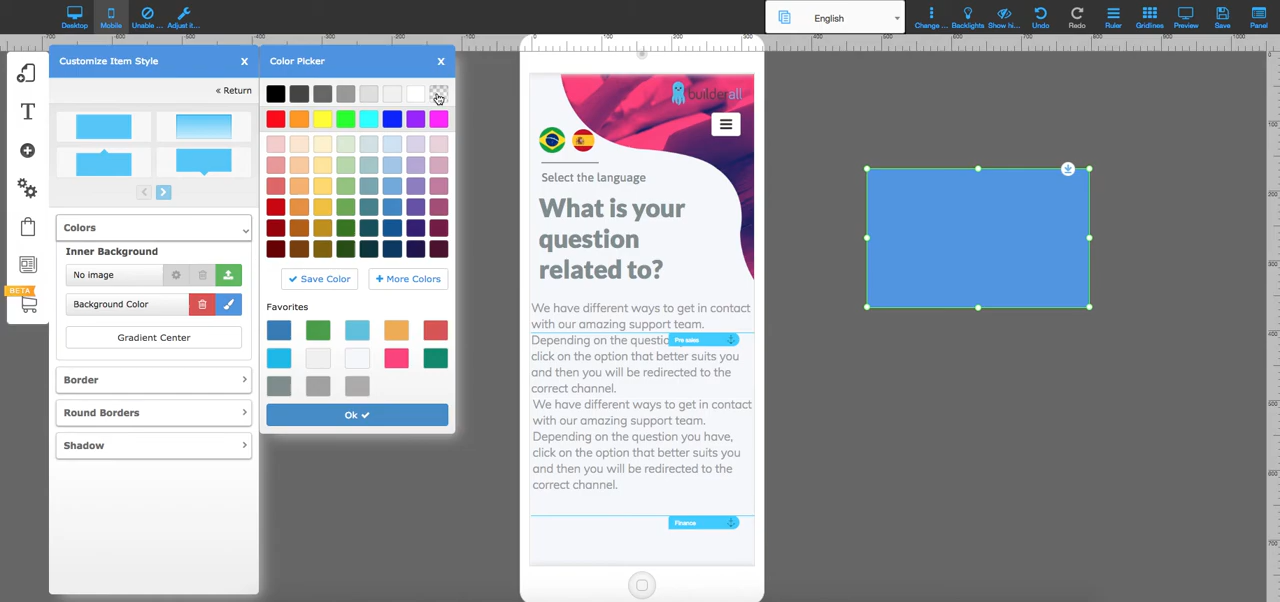 Desktop
Mobile
Unable ...
Adjust it...
English
Change ...
Backlights
Show hi...
Undo
Redo
Ruler
Gridlines
Preview
Save
Panel
Customize Item Style
x
Color Picker
x
« Return
Colors
Inner Background
No image
Background Color
Gradient Center
Border
Round Borders
Shadow
BETA
Save Color
+ More Colors
Favorites
Ok
builderall
Select the language
What is your
question
related to?
We have different ways to get in contact
with our amazing support team.
Depending on the questio
Pre sales
click on the option that better suits you
and then you will be redirected to the
correct channel.
We have different ways to get in contact
with our amazing support team.
Depending on the question you have,
click on the option that better suits you
and then you will be redirected to the
correct channel.
Finance